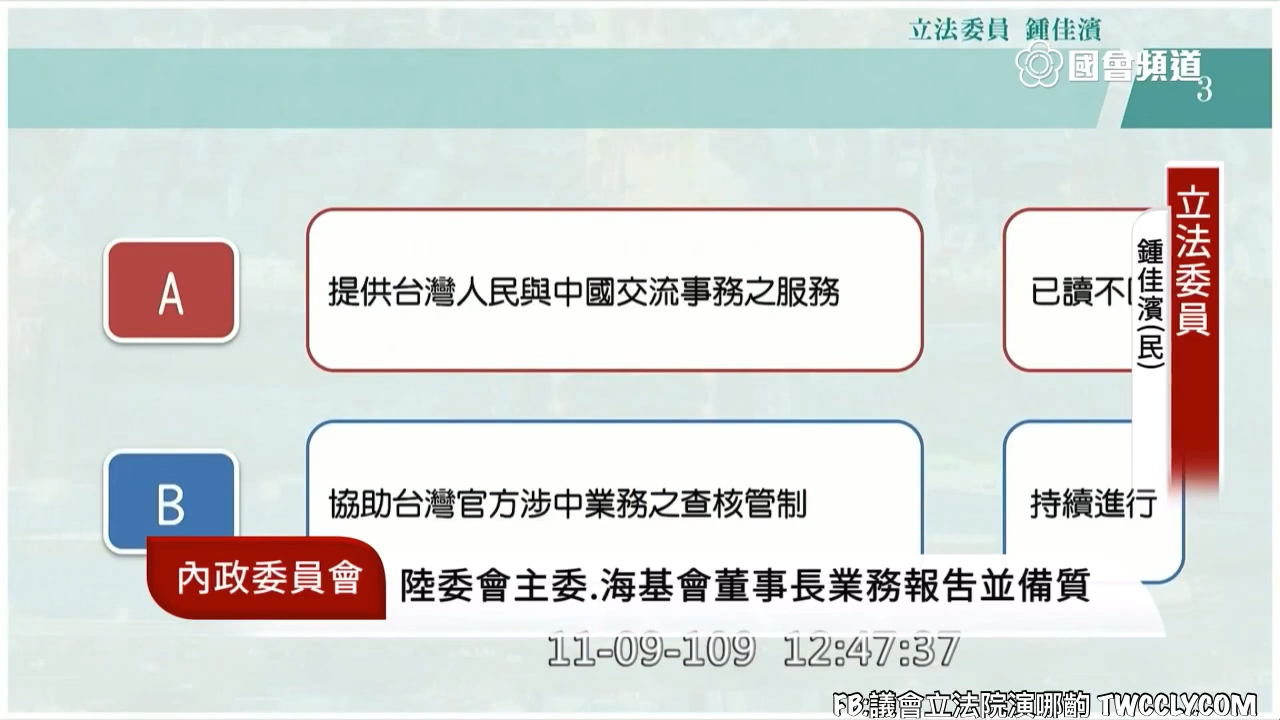 立法委員 鍾佳濱
國會頻道
3
A
提供台灣人民與中國交流事務之服務
已讀不
立法委員
鍾佳濱(民)
B
協助台灣官方涉中業務之查核管制
持續進行
內政委員會
陸委會主委.海基會董事長業務報告並備質
11-09-109 12:47:37
FB:議會立法院演哪齣 TWCCLY.COM